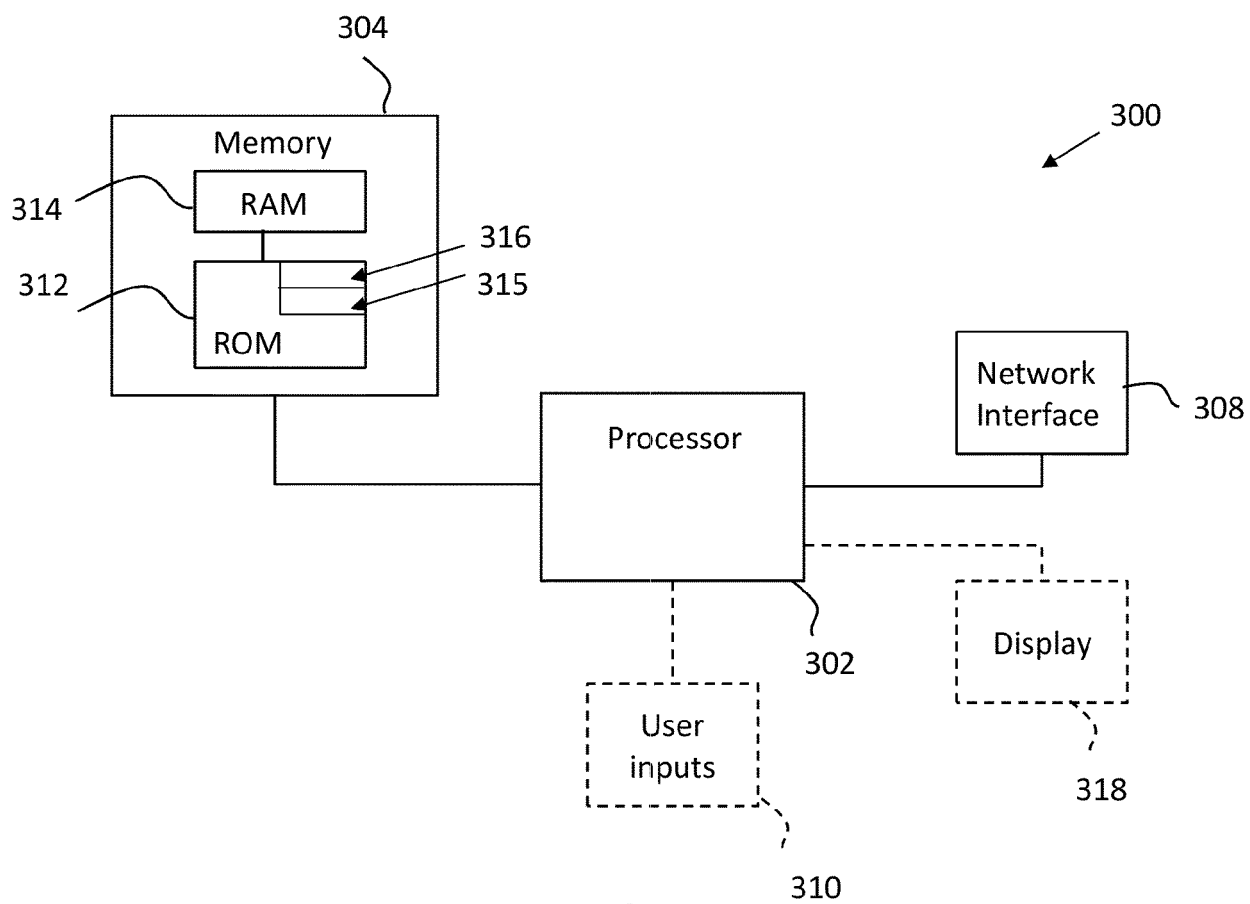 304
300
Memory
RAM
314
316
315
312
ROM
Network
Interface
308
Processor
302
Display
User
inputs
318
310